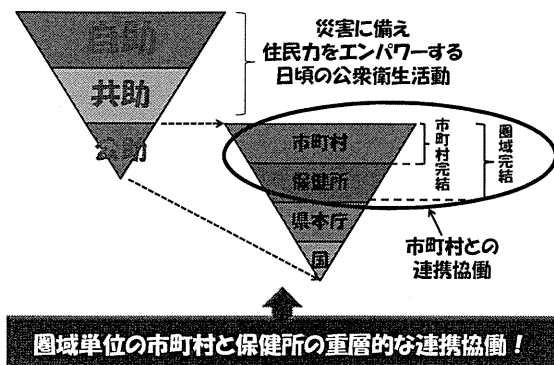 自助
共助
公助
災害に備え
住民力をエンパワーする
日頃の公衆衛生活動
市町村
保健所
県本庁
国
市町村完結
圏域完結
市町村との
連携協働
圏域単位の市町村と保健所の重層的な連携協働！